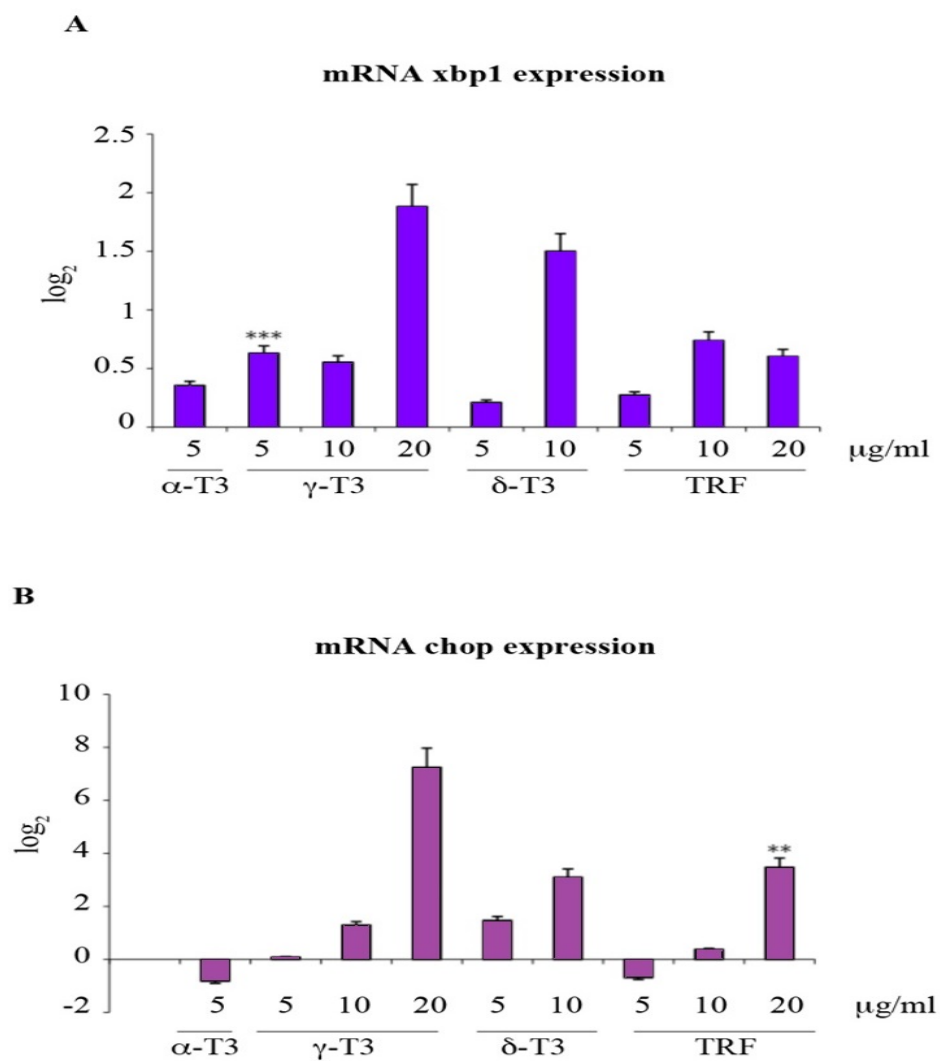 A
mRNA xbp1 expression
2.5
2
1.5
1
0.5
0
log2
***
5 5 10 20 5 10 5 10 20 μg/ml
α-T3 γ-T3 δ-T3 TRF
B
mRNA chop expression
10
8
6
4
2
0
-2
log2
**
5 5 10 20 5 10 5 10 20 μg/ml
α-T3 γ-T3 δ-T3 TRF